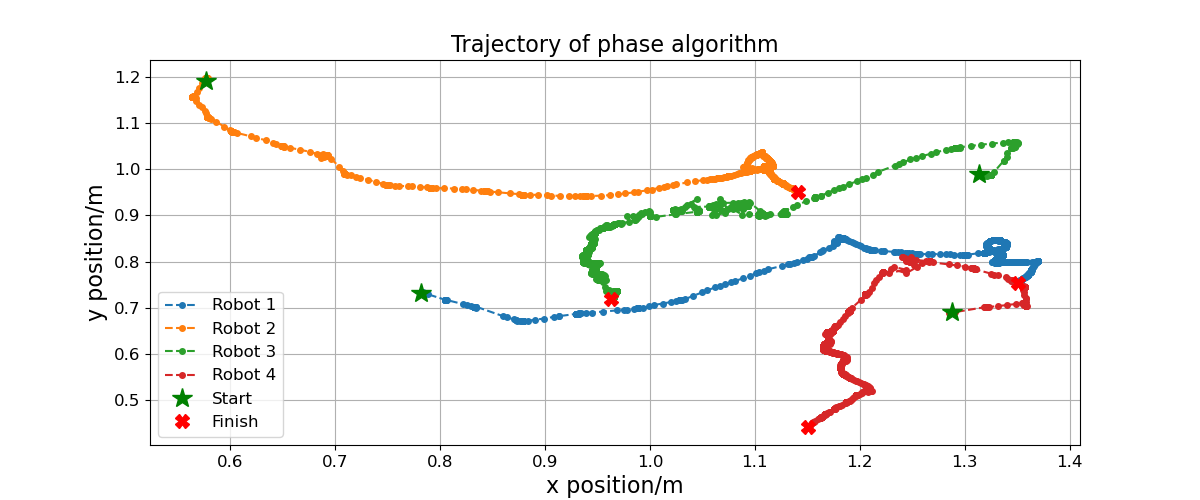 Trajectory of phase algorithm
y position/m
1.2
1.1
1.0
0.9
0.8
0.7
0.6
0.5
Robot 1
Robot 2
Robot 3
Robot 4
Start
Finish
0.6 0.7 0.8 0.9 1.0 1.1 1.2 1.3 1.4
x position/m